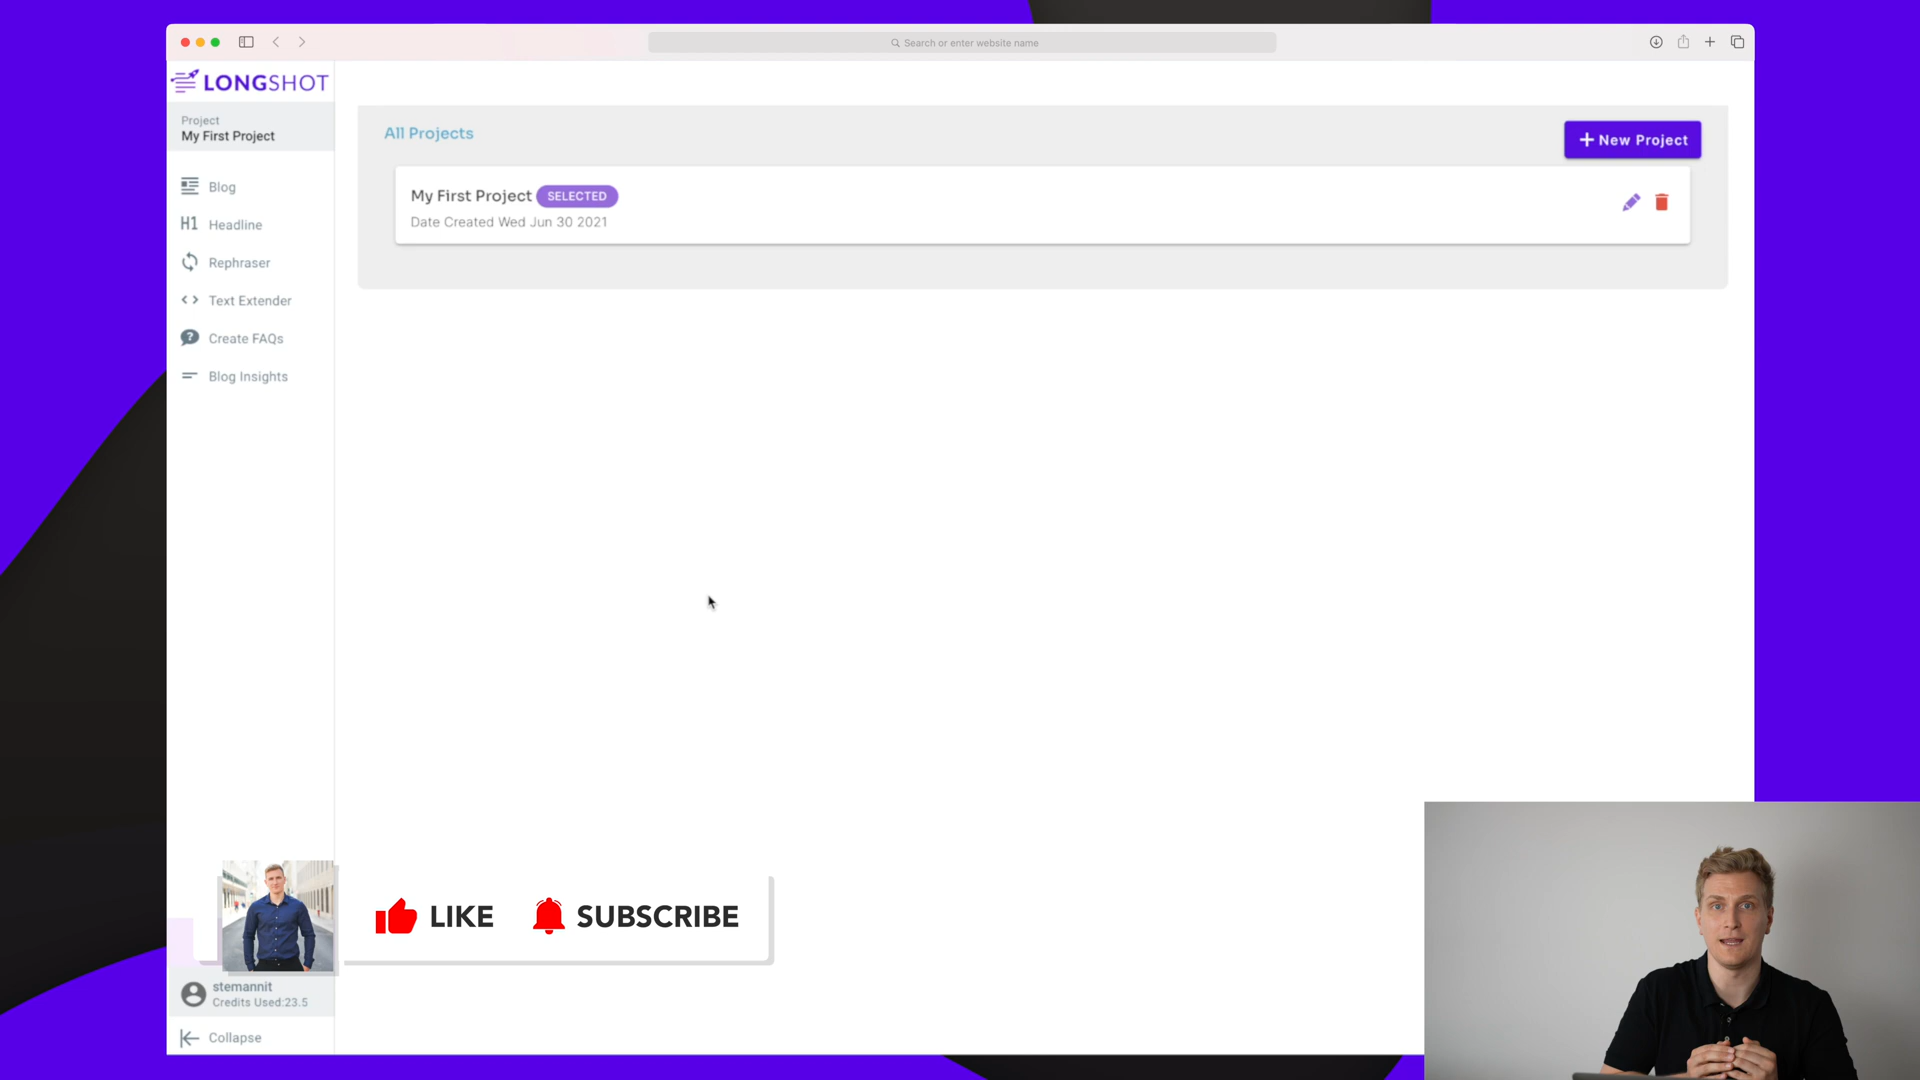 Search or enter website name
LONGSHOT
Project
My First Project
Blog
H1 Headline
Rephraser
Text Extender
Create FAQs
Blog Insights
All Projects
+ New Project
My First Project SELECTED
Date Created Wed Jun 30 2021
LIKE SUBSCRIBE
stemannit
Credits Used:23.5
Collapse